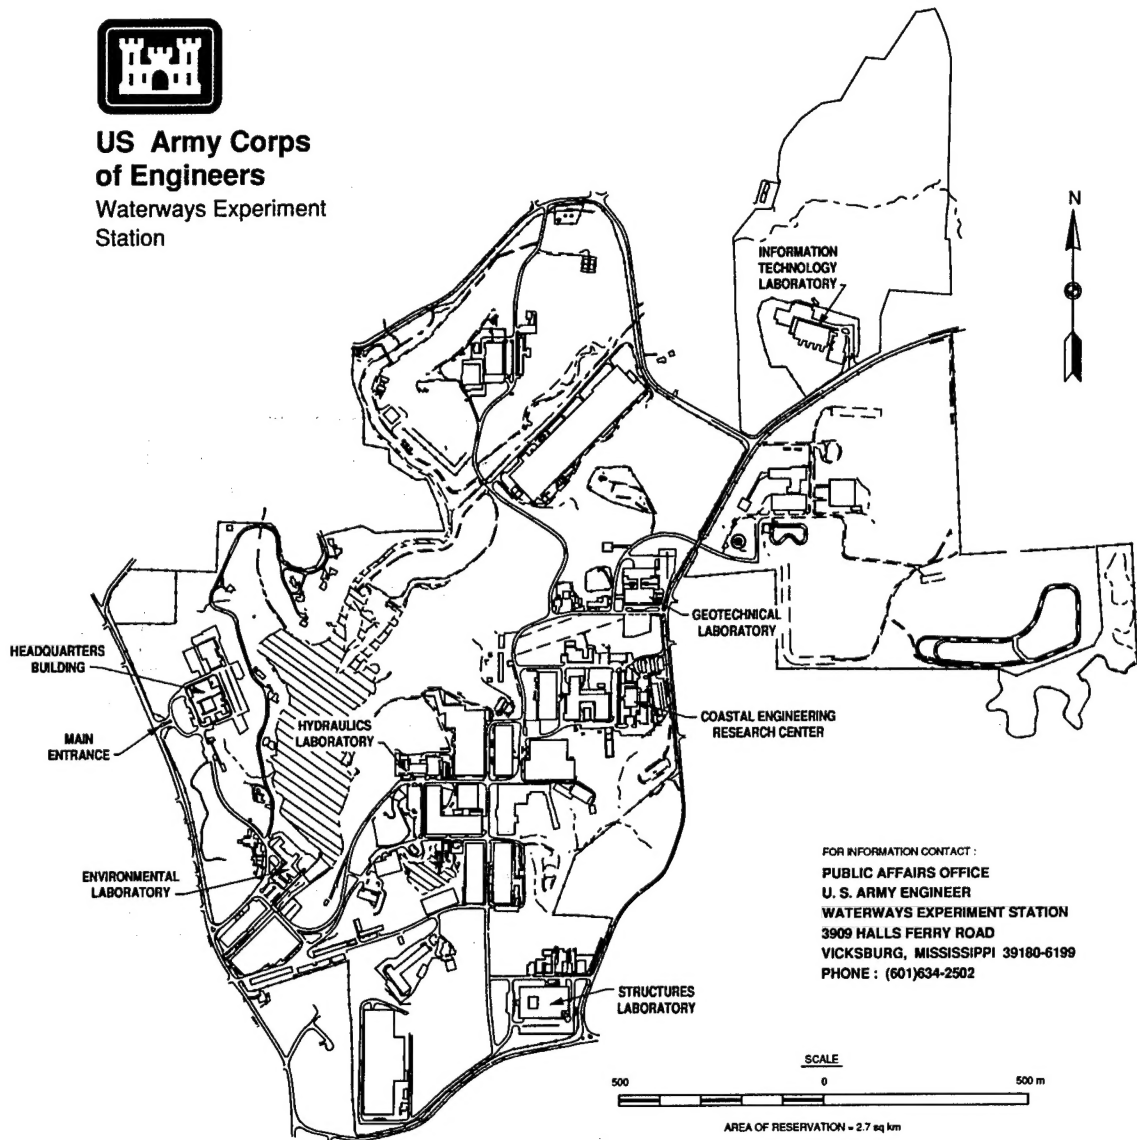 US Army Corps
of Engineers
Waterways Experiment
Station
N
INFORMATION
TECHNOLOGY
LABORATORY
GEOTECHNICAL
LABORATORY
HEADQUARTERS
BUILDING
MAIN
ENTRANCE
HYDRAULICS
LABORATORY
COASTAL ENGINEERING
RESEARCH CENTER
ENVIRONMENTAL
LABORATORY
STRUCTURES
LABORATORY
FOR INFORMATION CONTACT :
PUBLIC AFFAIRS OFFICE
U. S. ARMY ENGINEER
WATERWAYS EXPERIMENT STATION
3909 HALLS FERRY ROAD
VICKSBURG, MISSISSIPPI 39180-6199
PHONE : (601)634-2502
SCALE
500 0 500 m
AREA OF RESERVATION = 2.7 sq km